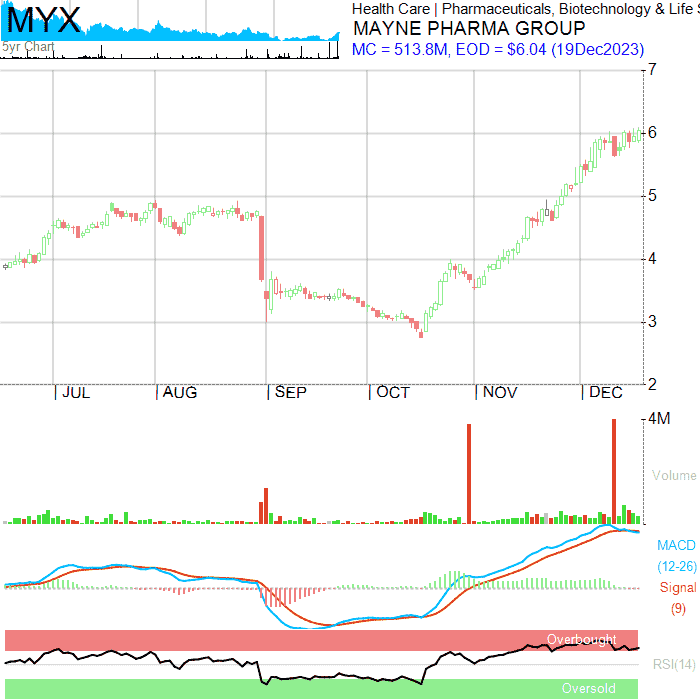 MYX
5yr Chart
Health Care | Pharmaceuticals, Biotechnology & Life S
MAYNE PHARMA GROUP
MC = 513.8M, EOD = $6.04 (19Dec2023)
7
6
5
4
3
2
| JUL | AUG | SEP | OCT | NOV | DEC
4M
Volume
MACD
(12-26)
Signal
(9)
Overbought
RSI(14)
Oversold